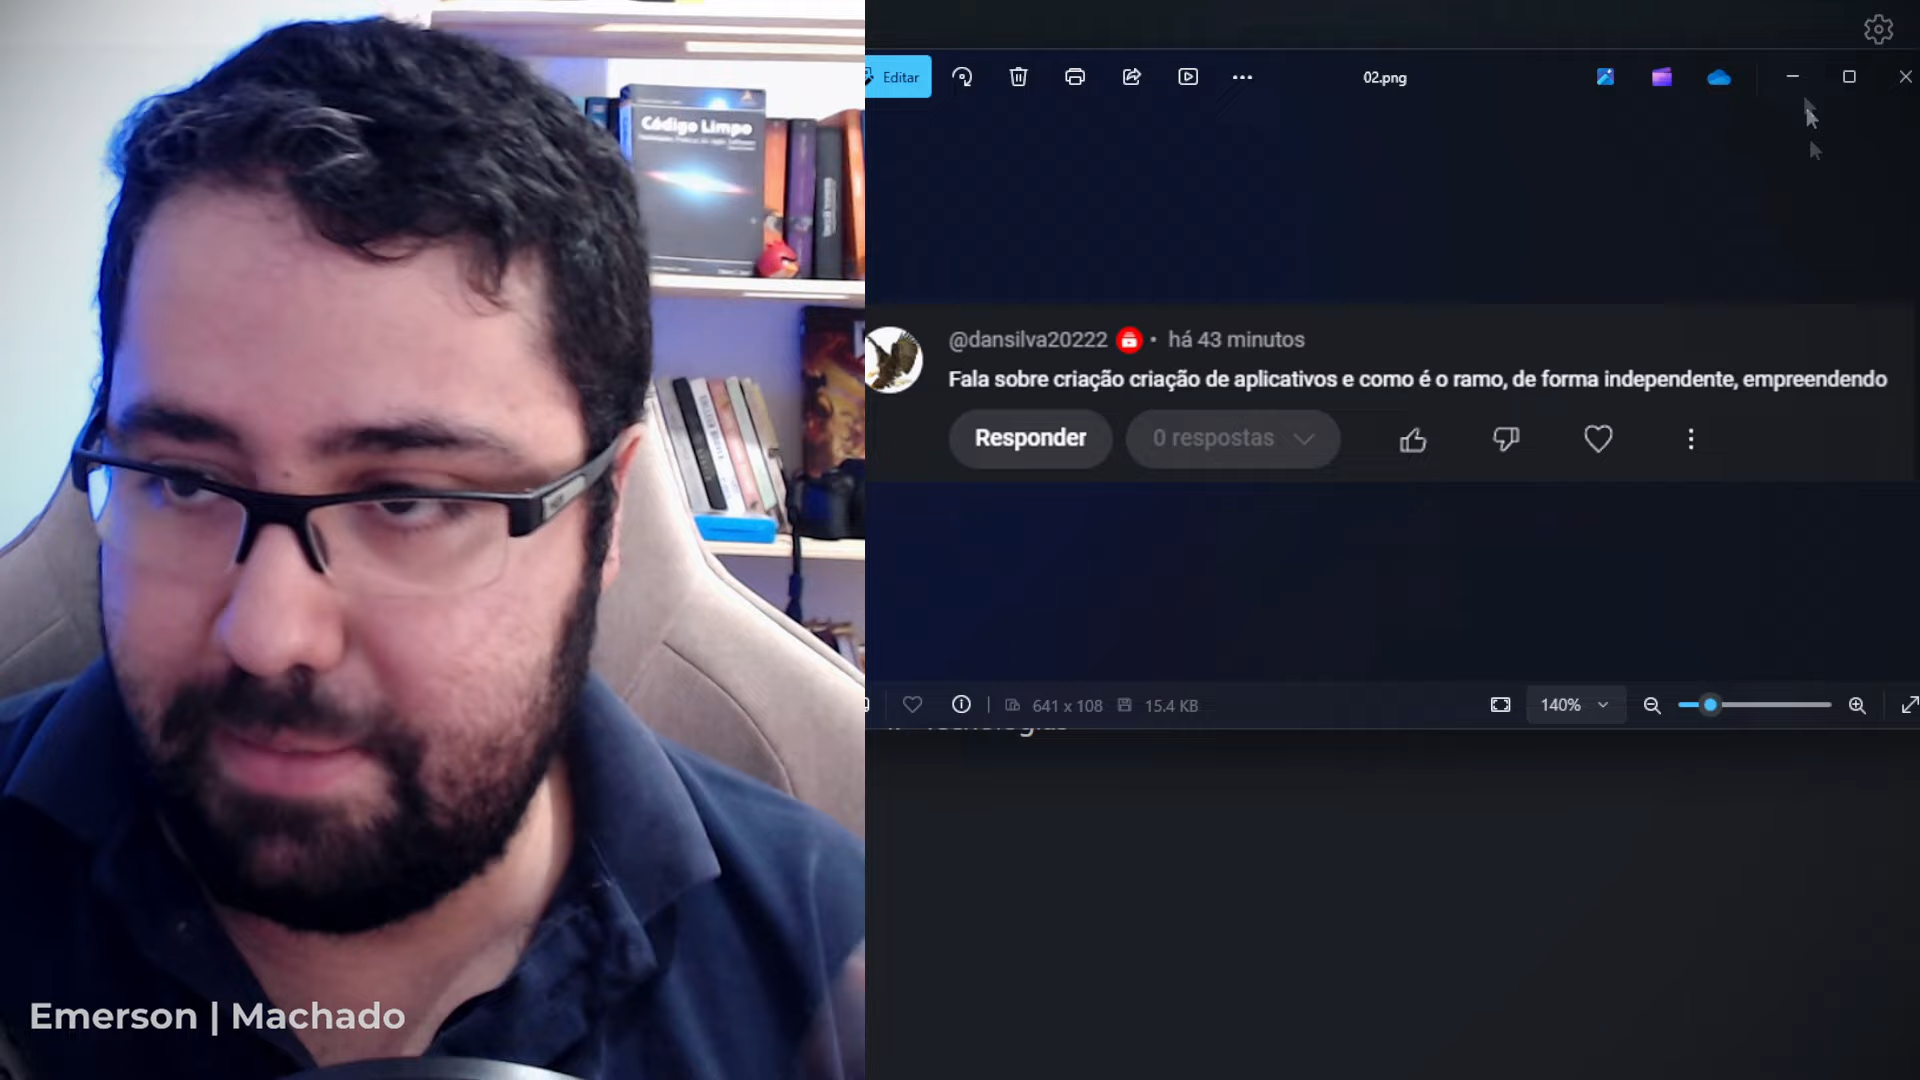 Código Limpo
Editar
02.png
@dansilva20222 • há 43 minutos
Fala sobre criação criação de aplicativos e como é o ramo, de forma independente, empreendendo
Responder
0 respostas
641 x 108
15.4 KB
140%
Emerson | Machado